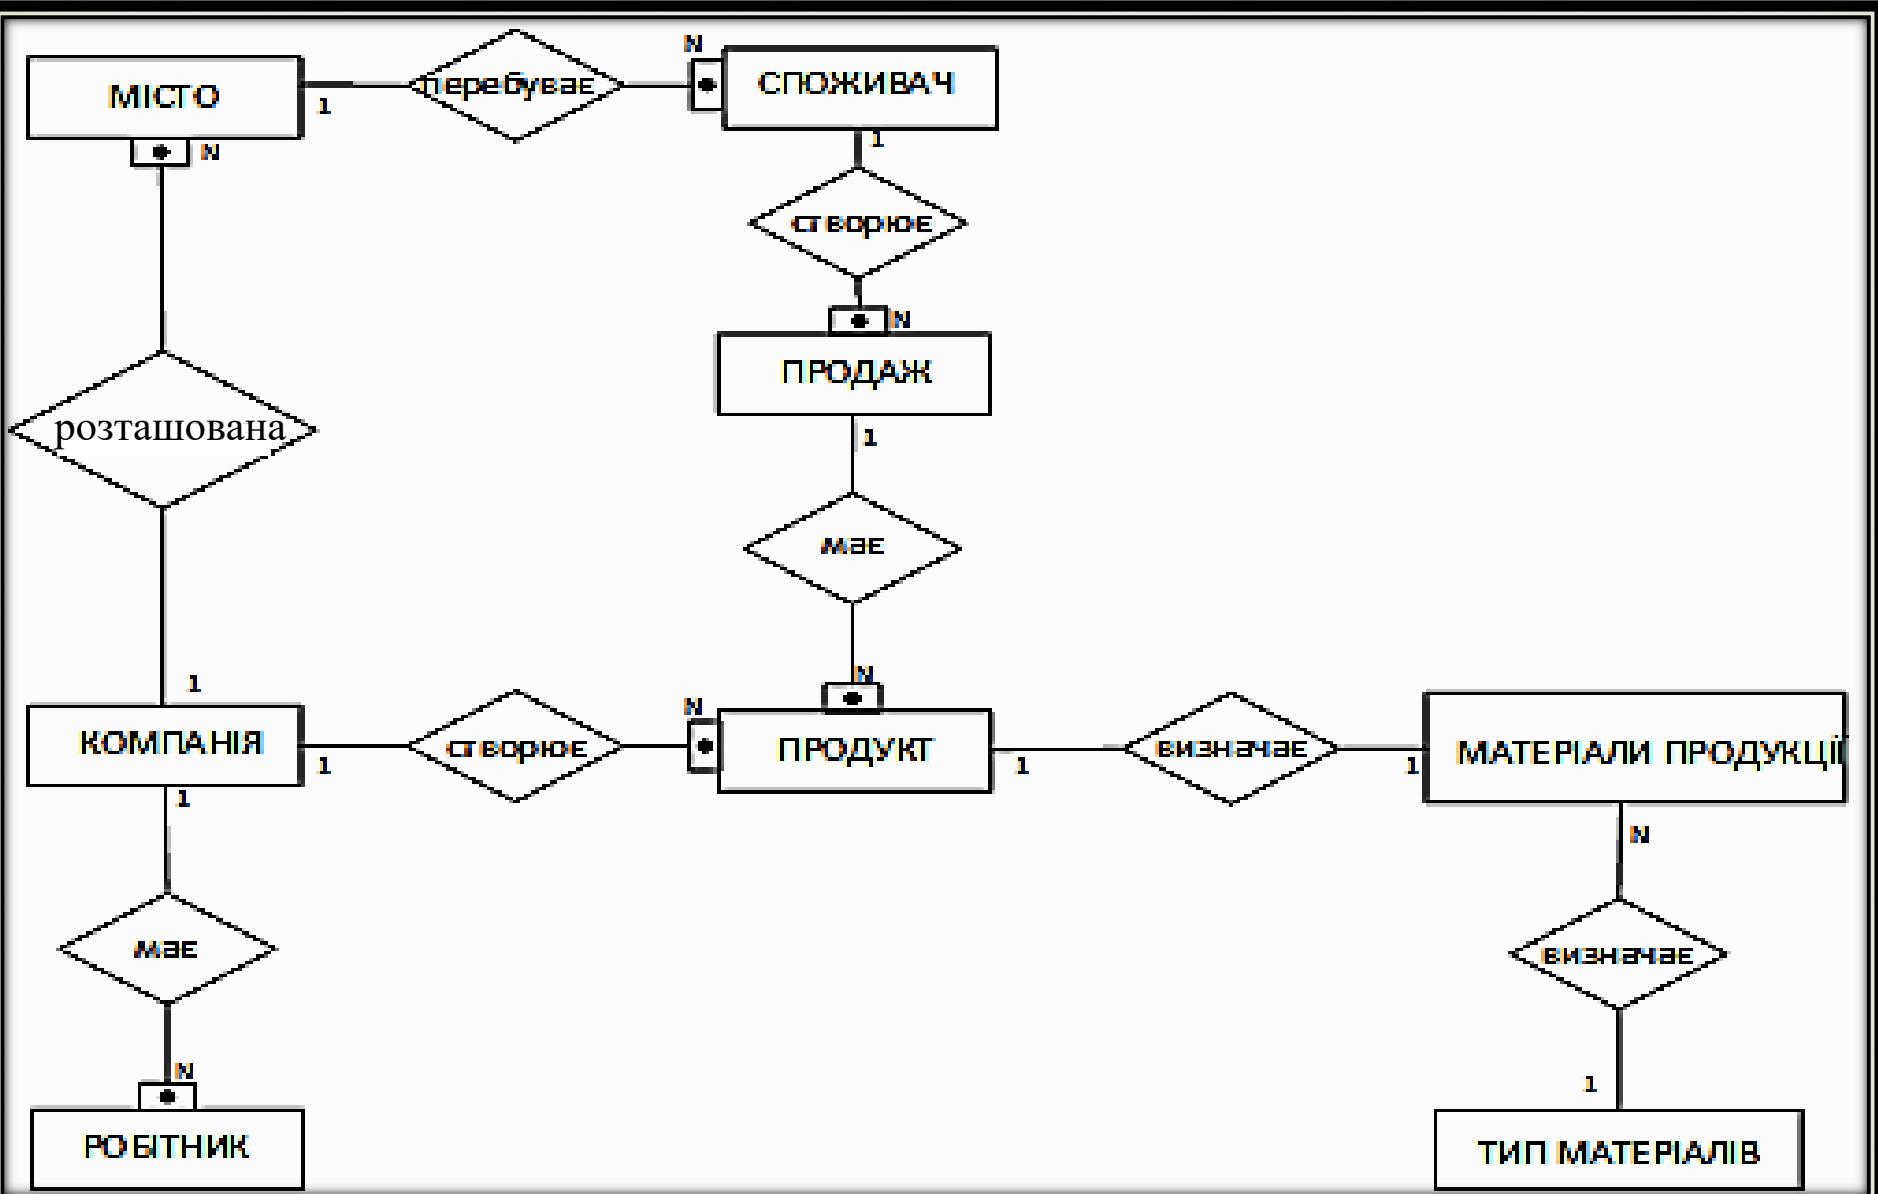 МІСТО
1
перебуває
N
СПОЖИВАЧ
N
1
створює
N
ПРОДАЖ
розташована
1
має
1
N
N
КОМПАНІЯ
1
створює
ПРОДУКТ
1
визначає
1
МАТЕРІАЛИ ПРОДУКЦІЇ
1
N
має
визначає
N
1
РОБІТНИК
ТИП МАТЕРІАЛІВ